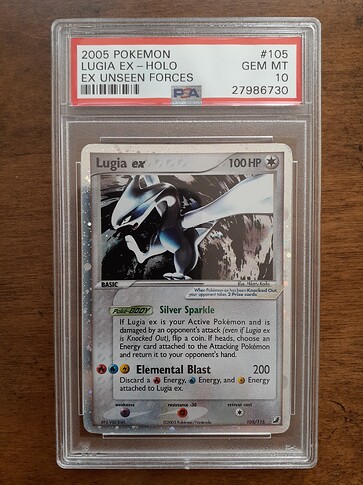 2005 POKEMON #105
LUGIA EX - HOLO GEM MT
EX UNSEEN FORCES 10
PSA 27986730
Lugia ex 100 HP
BASIC
When Pokémon-ex has been Knocked Out,
your opponent takes 2 Prize cards.
Poké-BODY Silver Sparkle
If Lugia ex is your Active Pokémon and is
damaged by an opponent's attack (even if Lugia ex
is Knocked Out), flip a coin. If heads, choose an
Energy card attached to the Attacking Pokémon
and return it to your opponent's hand.
Elemental Blast 200
Discard a Energy, Energy, and Energy
attached to Lugia ex.
weakness resistance -30 retreat cost
©2005 Pokémon/Nintendo 105/115